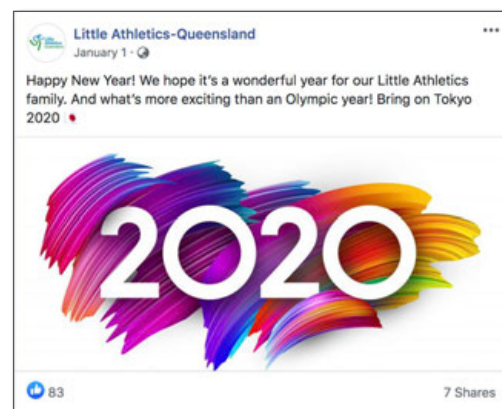 Little Athletics-Queensland
January 1 ·
Happy New Year! We hope it's a wonderful year for our Little Athletics
family. And what's more exciting than an Olympic year! Bring on Tokyo
2020 🇯🇵
2020
83
7 Shares